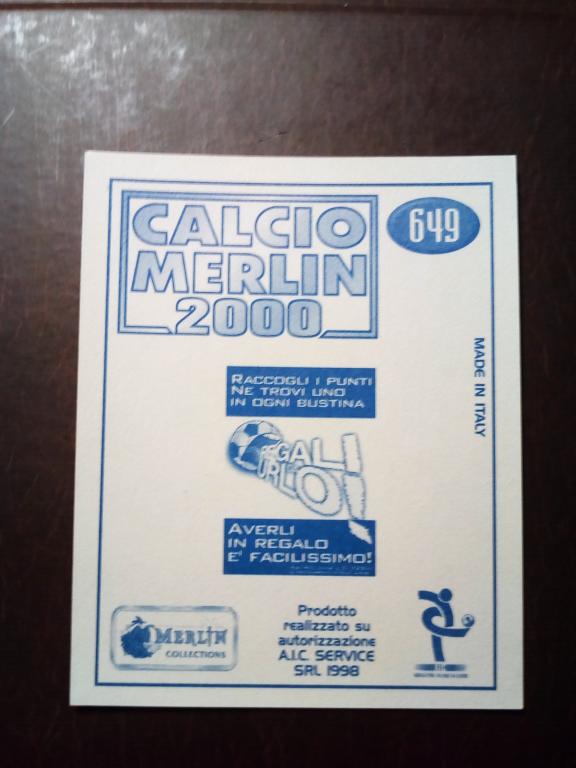 CALCIO
MERLIN
2000
649
MADE IN ITALY
RACCOGLI I PUNTI
NE TROVI UNO
IN OGNI BUSTINA
REGALI
URLO!
AVERLI
IN REGALO
E' FACILISSIMO!
MERLIN
COLLECTIONS
Prodotto
realizzato su
autorizzazione
A.I.C. SERVICE
SRL 1998